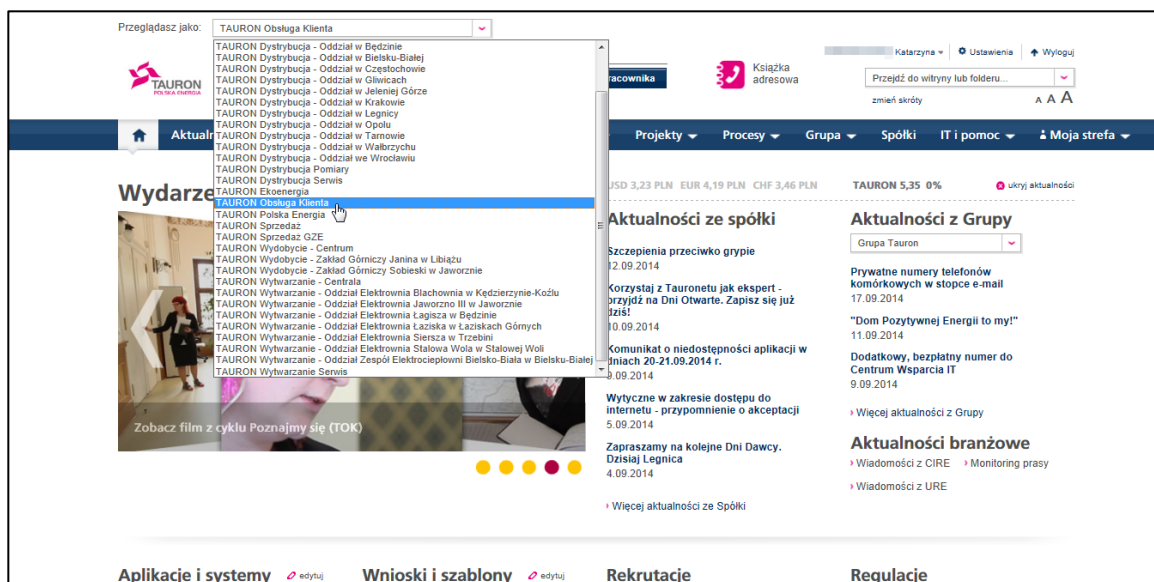 Przeglądasz jako: TAURON Obsługa Klienta
TAURON Dystrybucja - Oddział w Będzinie
TAURON Dystrybucja - Oddział w Bielsku-Białej
TAURON Dystrybucja - Oddział w Częstochowie
TAURON Dystrybucja - Oddział w Gliwicach
TAURON Dystrybucja - Oddział w Jeleniej Górze
TAURON Dystrybucja - Oddział w Krakowie
TAURON Dystrybucja - Oddział w Legnicy
TAURON Dystrybucja - Oddział w Opolu
TAURON Dystrybucja - Oddział w Tarnowie
TAURON Dystrybucja - Oddział w Wałbrzychu
TAURON Dystrybucja - Oddział we Wrocławiu
TAURON Dystrybucja Pomiary
TAURON Dystrybucja Serwis
TAURON Ekoenergia
TAURON Obsługa Klienta
TAURON Polska Energia
TAURON Sprzedaż
TAURON Sprzedaż GZE
TAURON Wydobycie - Centrum
TAURON Wydobycie - Zakład Górniczy Janina w Libiążu
TAURON Wydobycie - Zakład Górniczy Sobieski w Jaworznie
TAURON Wytwarzanie - Centrala
TAURON Wytwarzanie - Oddział Elektrownia Blachownia w Kędzierzynie-Koźlu
TAURON Wytwarzanie - Oddział Elektrownia Jaworzno III w Jaworznie
TAURON Wytwarzanie - Oddział Elektrownia Łagisza w Będzinie
TAURON Wytwarzanie - Oddział Elektrownia Łaziska w Łaziskach Górnych
TAURON Wytwarzanie - Oddział Elektrownia Siersza w Trzebini
TAURON Wytwarzanie - Oddział Elektrownia Stalowa Wola w Stalowej Woli
TAURON Wytwarzanie - Oddział Zespół Elektrociepłowni Bielsko-Biała w Bielsku-Białej
TAURON Wytwarzanie Serwis
TAURON
POLSKA ENERGIA
racownika
Książka
adresowa
Katarzyna Ustawienia Wyloguj
Przejdź do witryny lub folderu...
zmień skróty A A A
Aktualn Projekty Procesy Grupa Spółki IT i pomoc Moja strefa
Wydarze
Zobacz film z cyklu Poznajmy się (TOK)
USD 3,23 PLN EUR 4,19 PLN CHF 3,46 PLN TAURON 5,35 0% ukryj aktualności
Aktualności ze spółki
Szczepienia przeciwko grypie
12.09.2014
Korzystaj z Tauronetu jak ekspert -
przyjdź na Dni Otwarte. Zapisz się już
dziś!
10.09.2014
Komunikat o niedostępności aplikacji w
dniach 20-21.09.2014 r.
9.09.2014
Wytyczne w zakresie dostępu do
internetu - przypomnienie o akceptacji
5.09.2014
Zapraszamy na kolejne Dni Dawcy.
Dzisiaj Legnica
4.09.2014
Więcej aktualności ze Spółki
Aktualności z Grupy
Grupa Tauron
Prywatne numery telefonów
komórkowych w stopce e-mail
17.09.2014
"Dom Pozytywnej Energii to my!"
11.09.2014
Dodatkowy, bezpłatny numer do
Centrum Wsparcia IT
9.09.2014
Więcej aktualności z Grupy
Aktualności branżowe
Wiadomości z CIRE Monitoring prasy
Wiadomości z URE
Aplikacje i systemy edytuj Wnioski i szablony edytuj Rekrutacje Regulacje